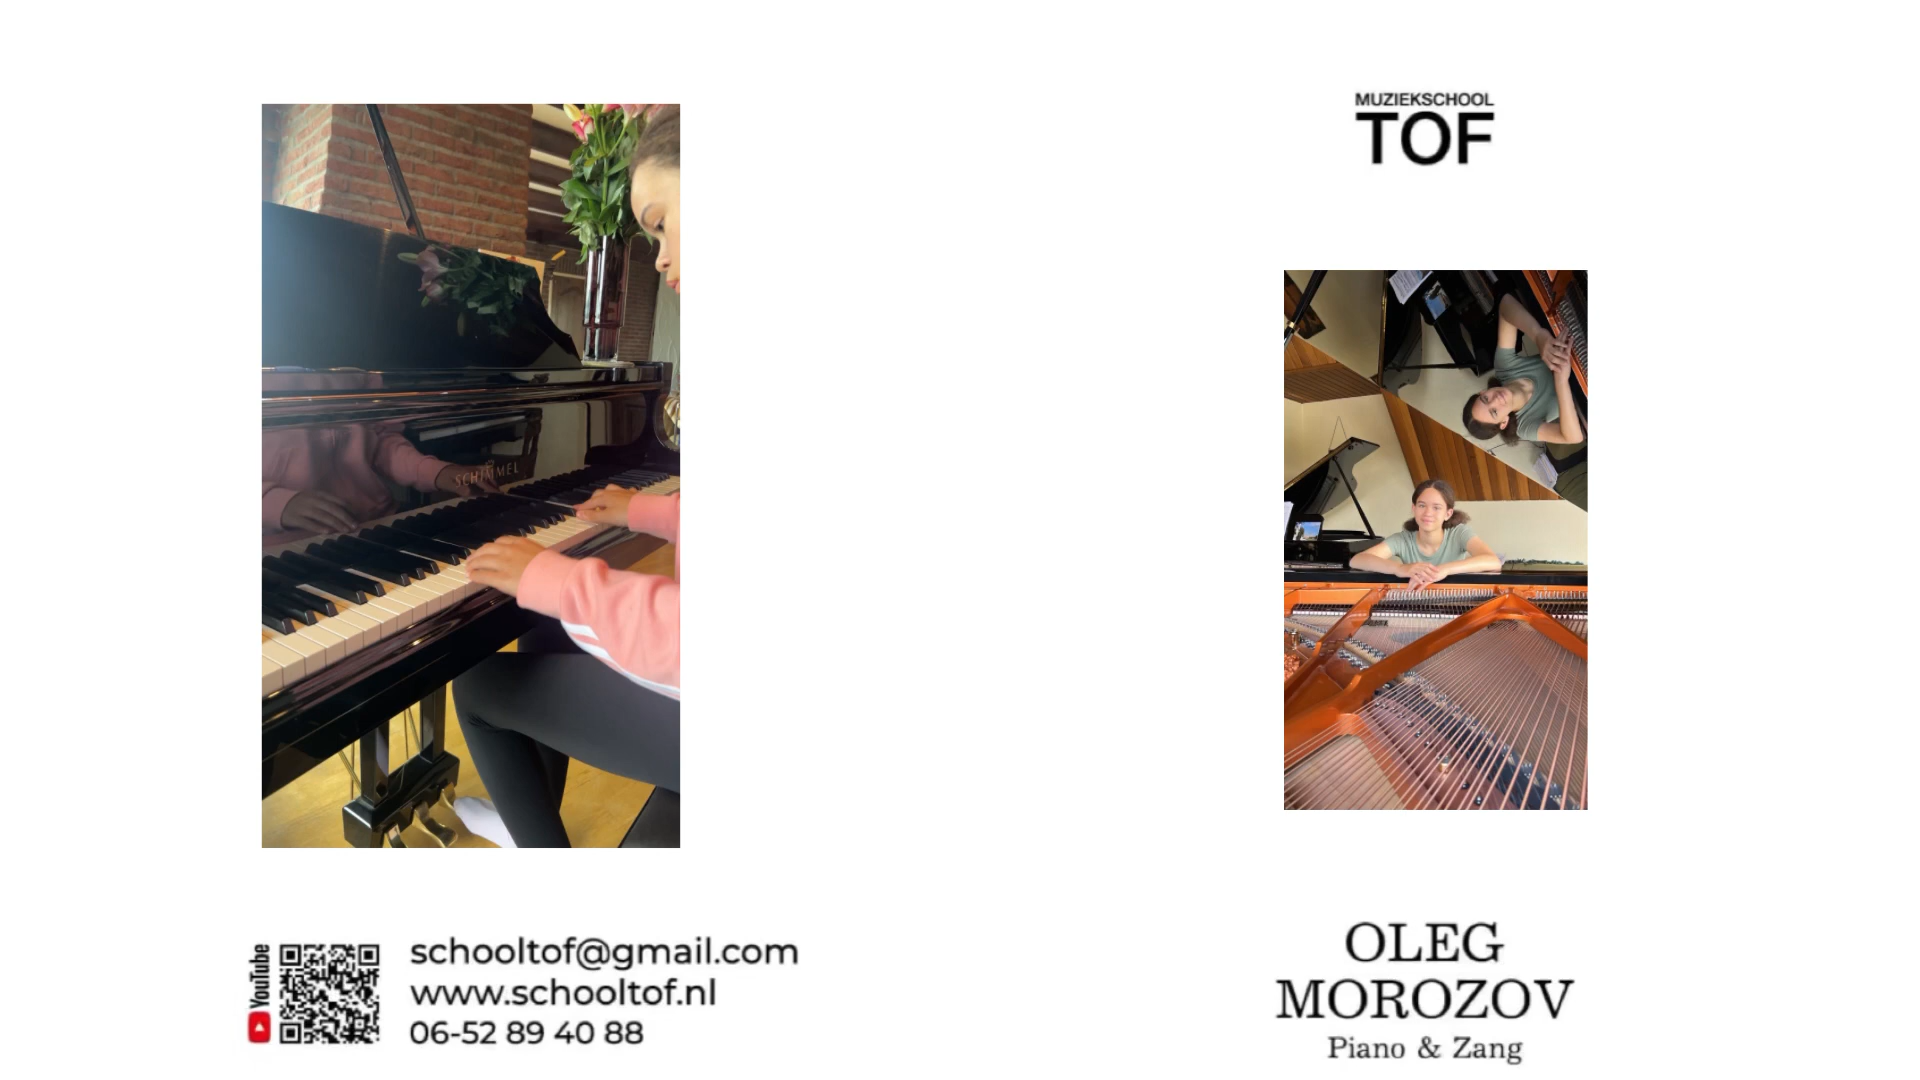 MUZIEKSCHOOL
TOF
SCHIMMEL
YouTube
schooltof@gmail.com
www.schooltof.nl
06-52 89 40 88
OLEG
MOROZOV
Piano & Zang